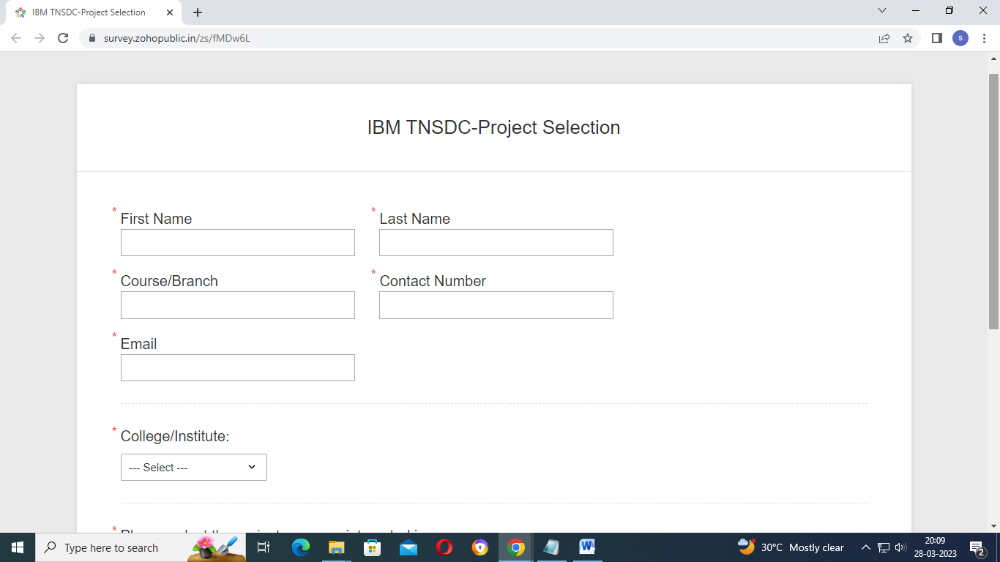 IBM TNSDC-Project Selection
survey.zohopublic.in/zs/fMDw6L
S
IBM TNSDC-Project Selection
* First Name
* Last Name
* Course/Branch
* Contact Number
* Email
* College/Institute:
--- Select ---
*
Type here to search
30°C Mostly clear
20:09
28-03-2023
2